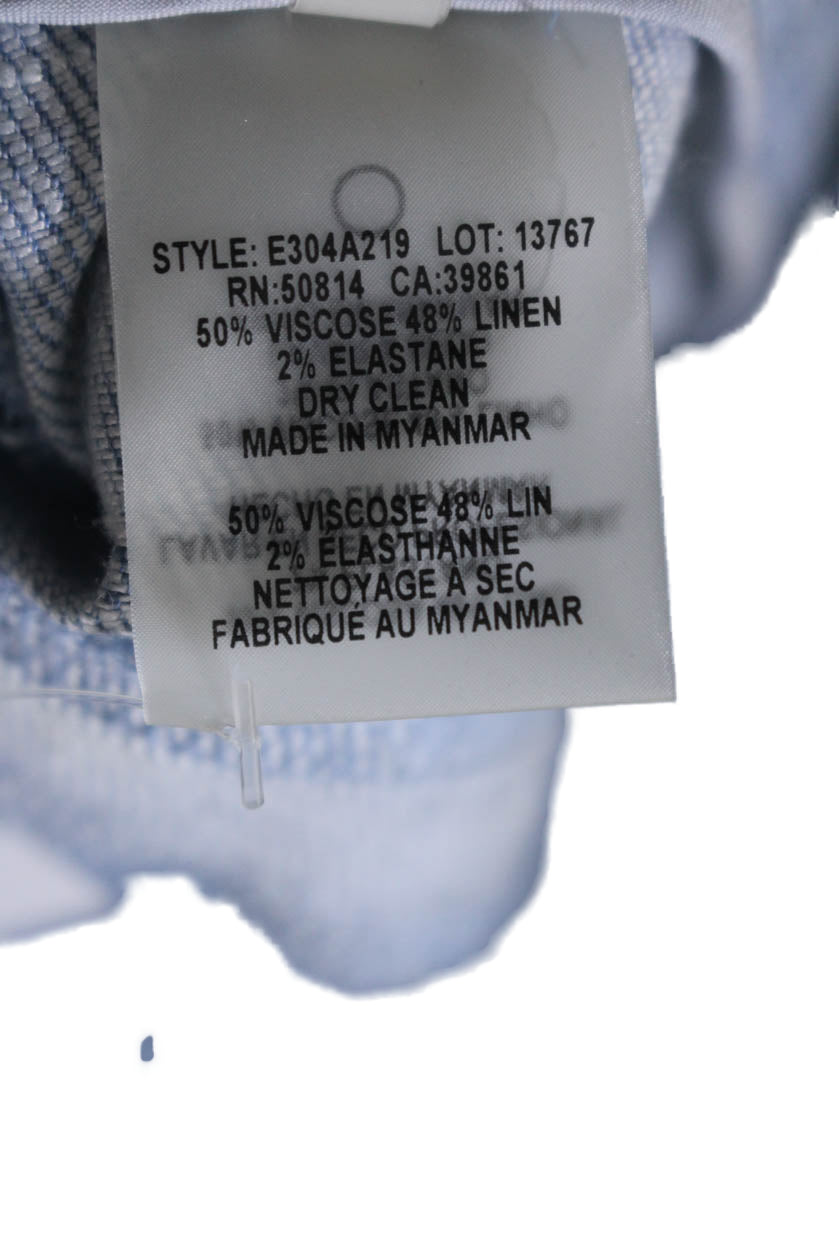 STYLE: E304A219 LOT: 13767
RN:50814 CA:39861
50% VISCOSE 48% LINEN
2% ELASTANE
DRY CLEAN
MADE IN MYANMAR
50% VISCOSE 48% LIN
2% ÉLASTHANNE
NETTOYAGE À SEC
FABRIQUÉ AU MYANMAR